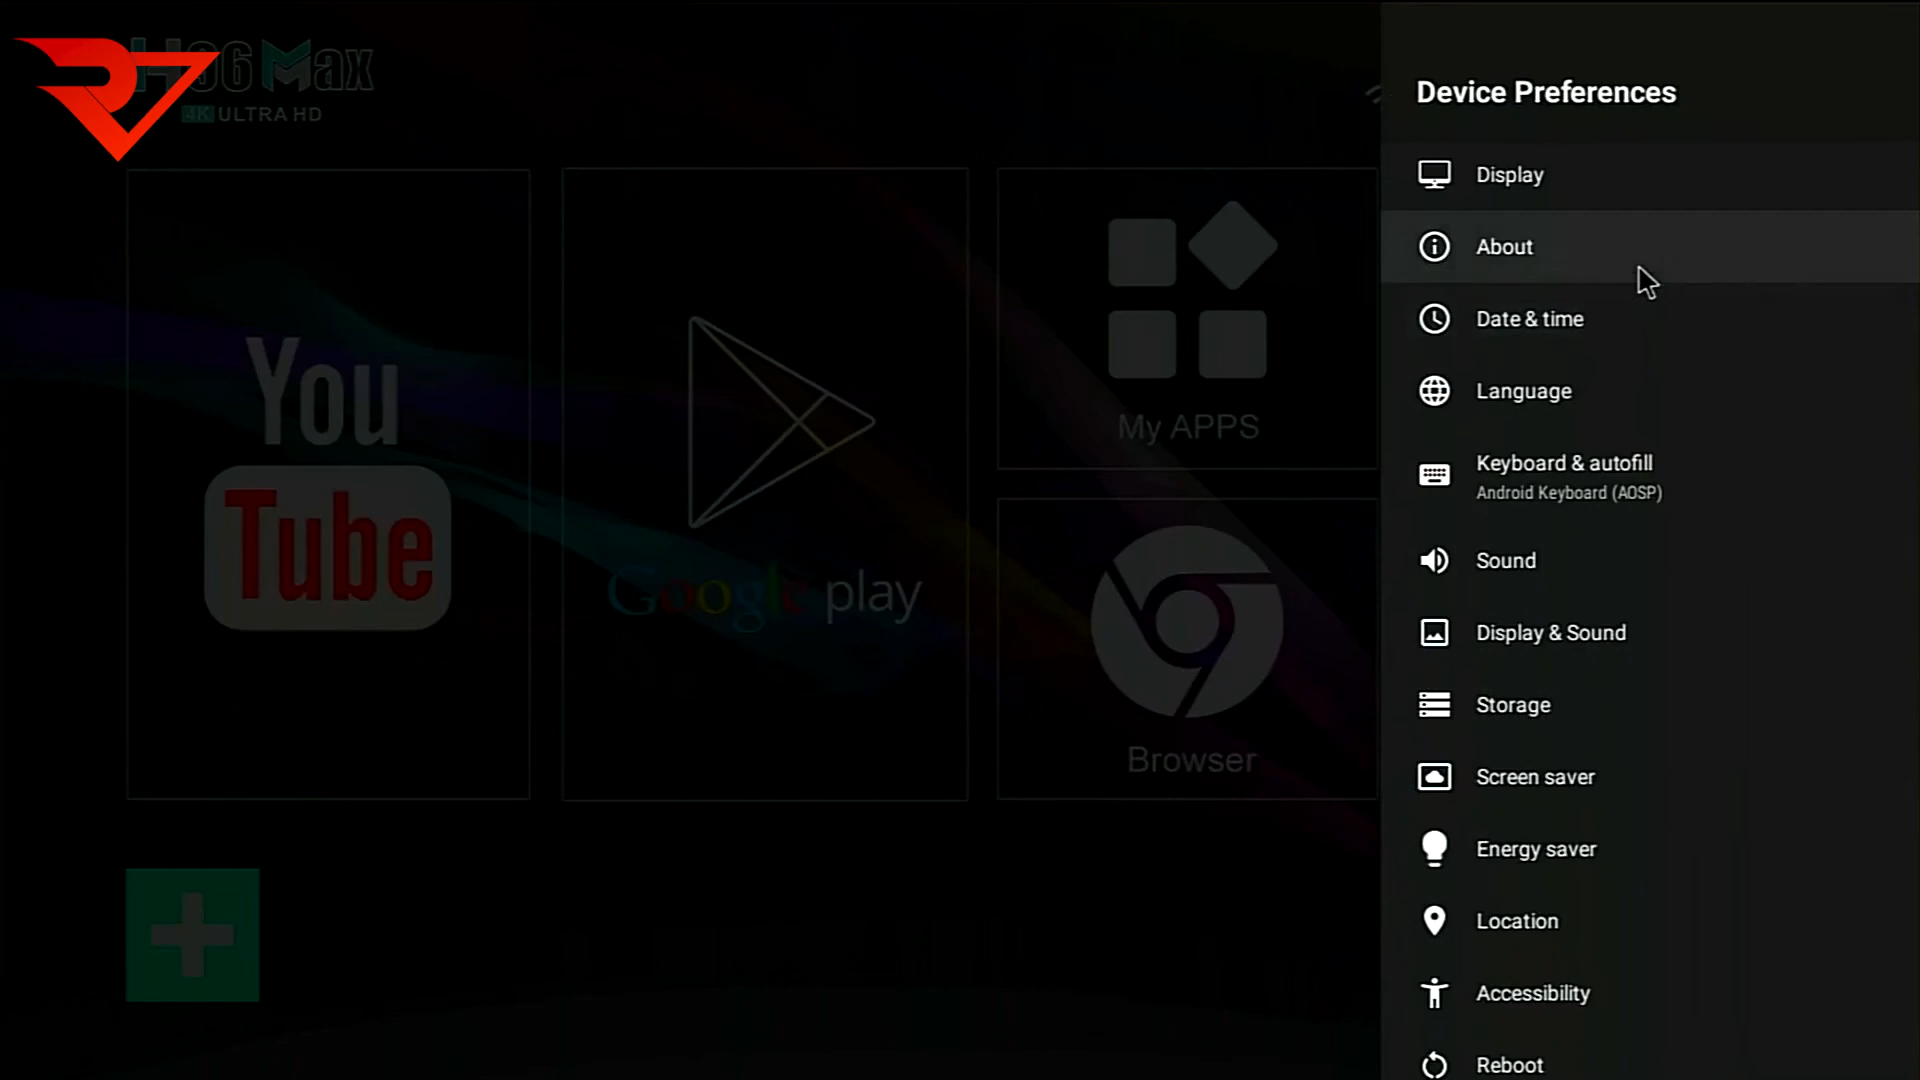 H96 Max
4K ULTRA HD
You
Tube
Google play
My APPS
Browser
Device Preferences
Display
About
Date & time
Language
Keyboard & autofill
Android Keyboard (AOSP)
Sound
Display & Sound
Storage
Screen saver
Energy saver
Location
Accessibility
Reboot